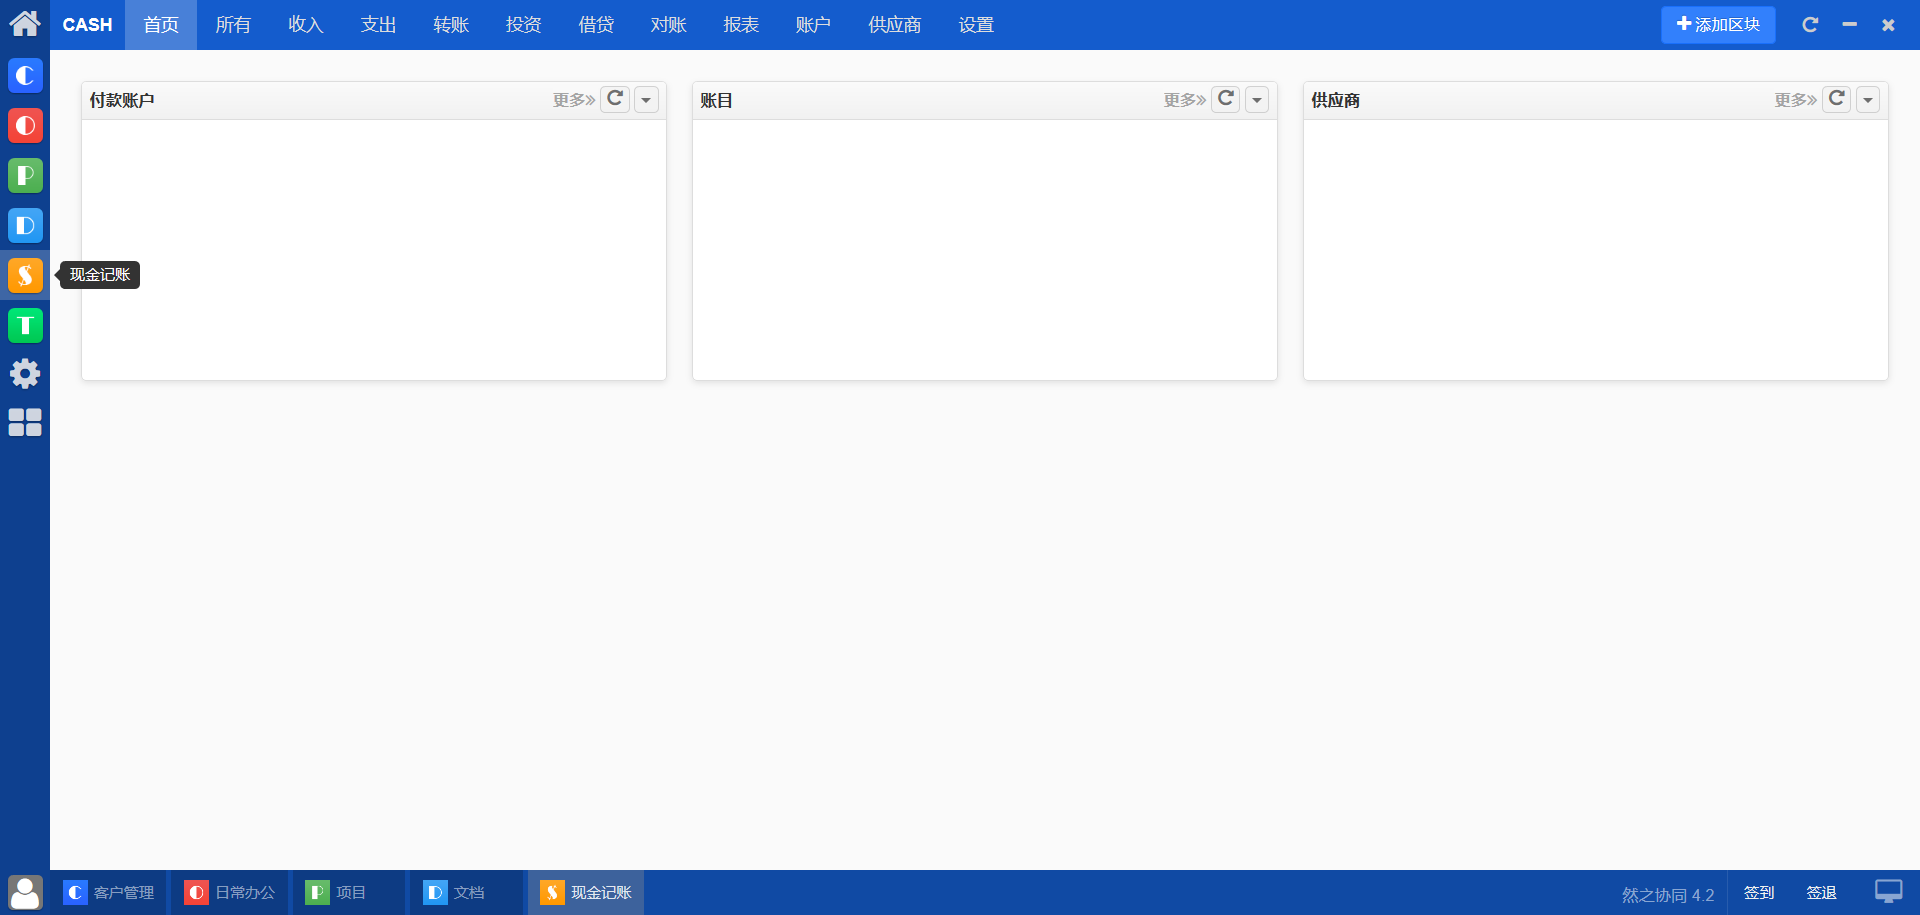 CASH 首页 所有 收入 支出 转账 投资 借贷 对账 报表 账户 供应商 设置 添加区块
付款账户 更多 账目 更多 供应商 更多
现金记账
客户管理 日常办公 项目 文档 现金记账 然之协同 4.2 签到 签退